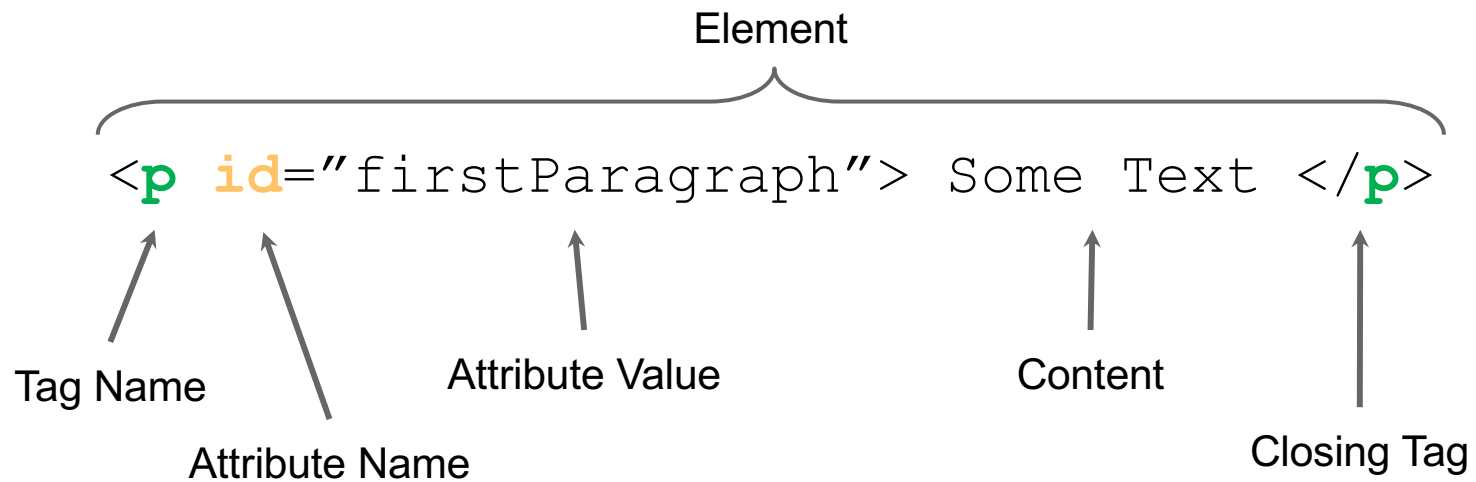 Element
<p id=”firstParagraph”> Some Text </p>
Tag Name
Attribute Value
Content
Attribute Name
Closing Tag